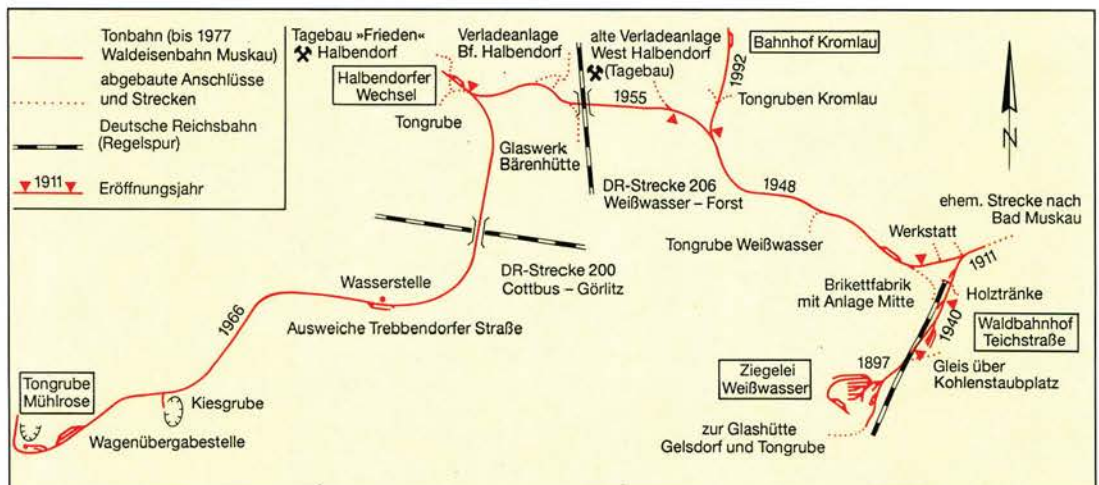 Tonbahn (bis 1977
Waldeisenbahn Muskau)
abgebaute Anschlüsse
und Strecken
Deutsche Reichsbahn
(Regelspur)
1911
Eröffnungsjahr
Tagebau »Frieden«
Halbendorf
Verladeanlage
Bf. Halbendorf
alte Verladeanlage
West Halbendorf
(Tagebau)
Bahnhof Kromlau
1992
Halbendorfer
Wechsel
1955
Tongruben Kromlau
Tongrube
N
Glaswerk
Bärenhütte
DR-Strecke 206
Weißwasser – Forst
1948
ehem. Strecke nach
Bad Muskau
Werkstatt
Tongrube Weißwasser
1911
DR-Strecke 200
Cottbus – Görlitz
Wasserstelle
Brikettfabrik
mit Anlage Mitte
Holztränke
Ausweiche Trebbendorfer Straße
1966
1940
Waldbahnhof
Teichstraße
1897
Gleis über
Kohlenstaubplatz
Ziegelei
Weißwasser
Tongrube
Mühlrose
Kiesgrube
Wagenübergabestelle
zur Glashütte
Gelsdorf und Tongrube